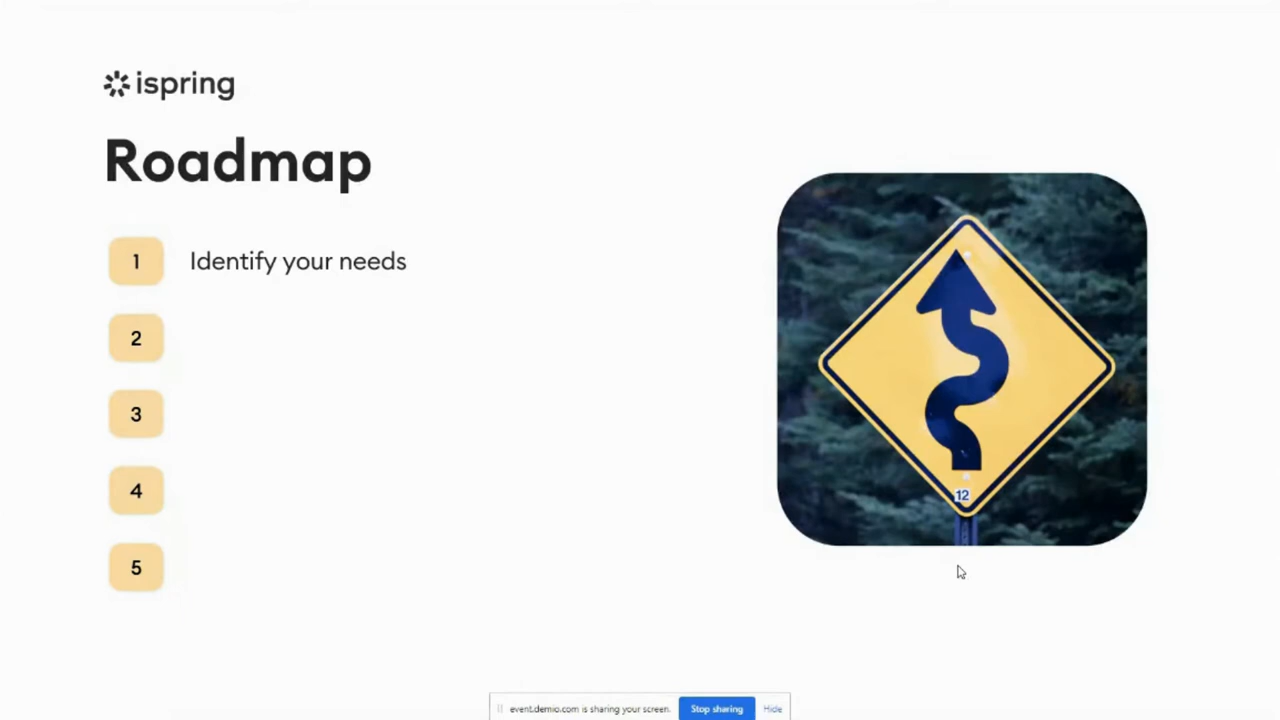 ispring
Roadmap
1 Identify your needs
2
3
4
5
12
event.demio.com is sharing your screen. Stop sharing Hide